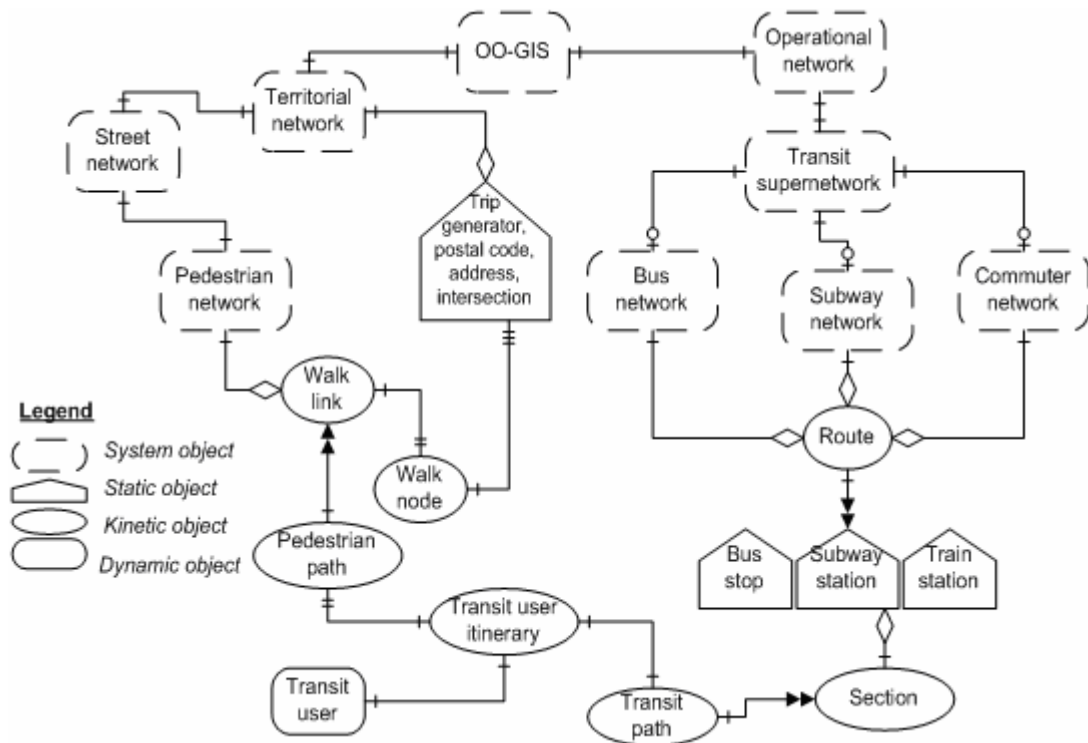 OO-GIS
Operational
network
Territorial
network
Street
network
Transit
supernetwork
Trip
generator,
postal code,
address,
intersection
Pedestrian
network
Bus
network
Subway
network
Commuter
network
Walk
link
Route
Legend
System object
Static object
Kinetic object
Dynamic object
Walk
node
Pedestrian
path
Bus
stop
Subway
station
Train
station
Transit user
itinerary
Transit
user
Transit
path
Section